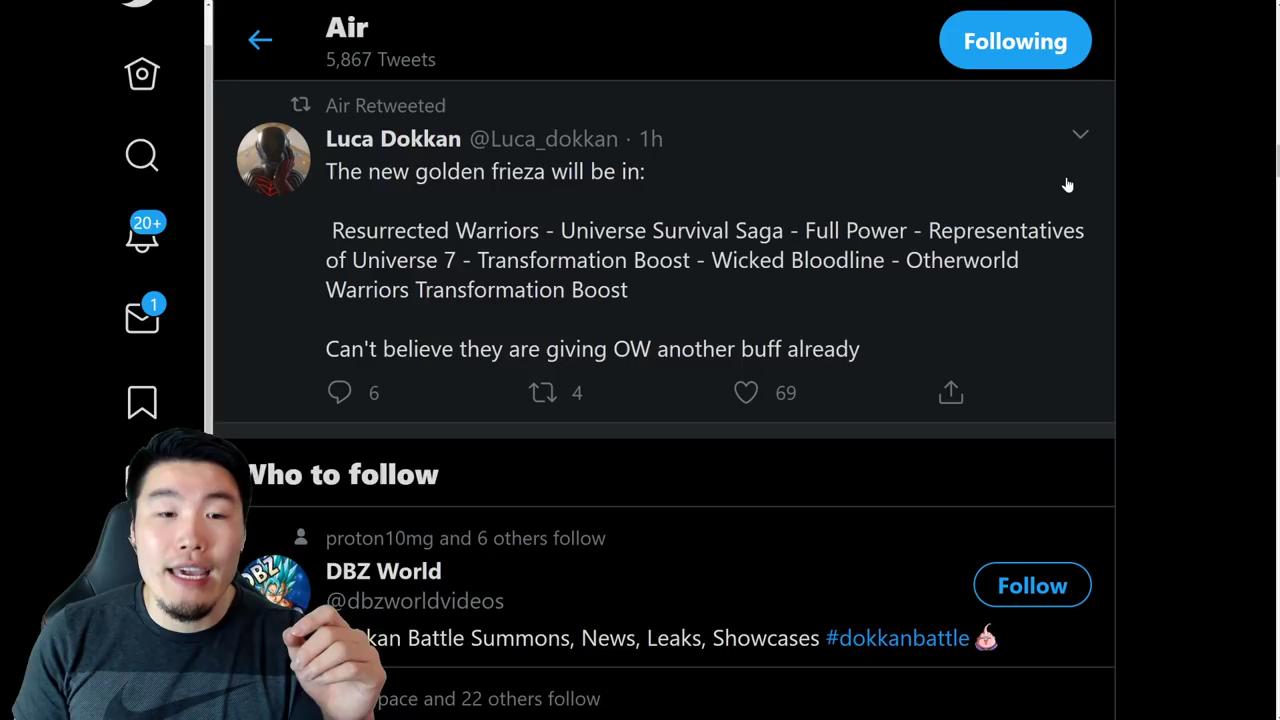 Air
5,867 Tweets
Following
Air Retweeted
Luca Dokkan @Luca_dokkan · 1h
The new golden frieza will be in:
Resurrected Warriors - Universe Survival Saga - Full Power - Representatives
of Universe 7 - Transformation Boost - Wicked Bloodline - Otherworld
Warriors Transformation Boost
Can't believe they are giving OW another buff already
6 4 69
20+
1
Who to follow
proton10mg and 6 others follow
DBZ World
@dbzworldvideos
Follow
Battle Summons, News, Leaks, Showcases #dokkanbattle
and 22 others follow
DBZ